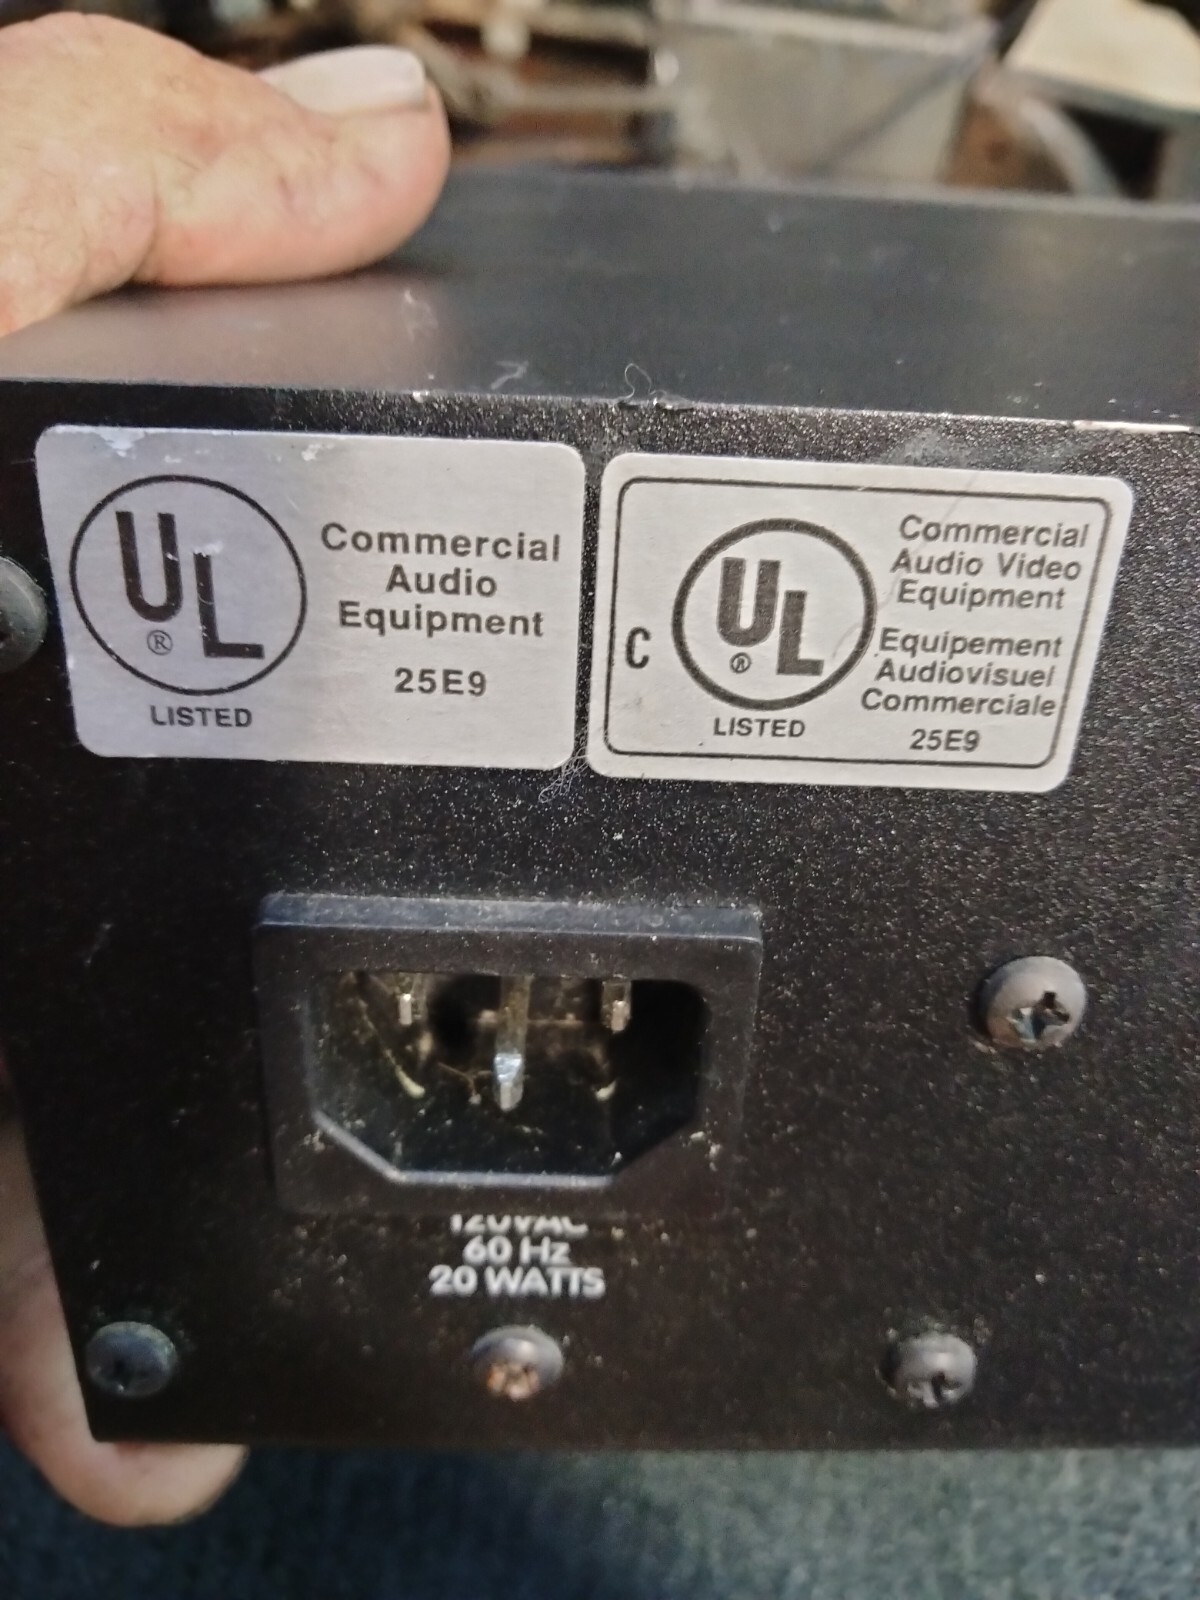 UL
®
LISTED
Commercial
Audio
Equipment
25E9
C
UL
®
LISTED
Commercial
Audio Video
Equipment
Equipement
Audiovisuel
Commerciale
25E9
120VAC
60 Hz
20 WATTS